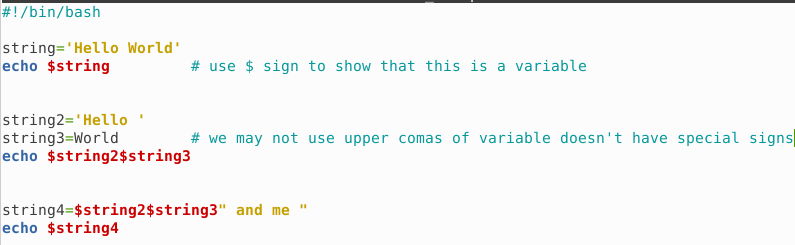 #!/bin/bash
string='Hello World'
echo $string # use $ sign to show that this is a variable
string2='Hello '
string3=World # we may not use upper comas of variable doesn't have special signs
echo $string2$string3
string4=$string2$string3" and me "
echo $string4